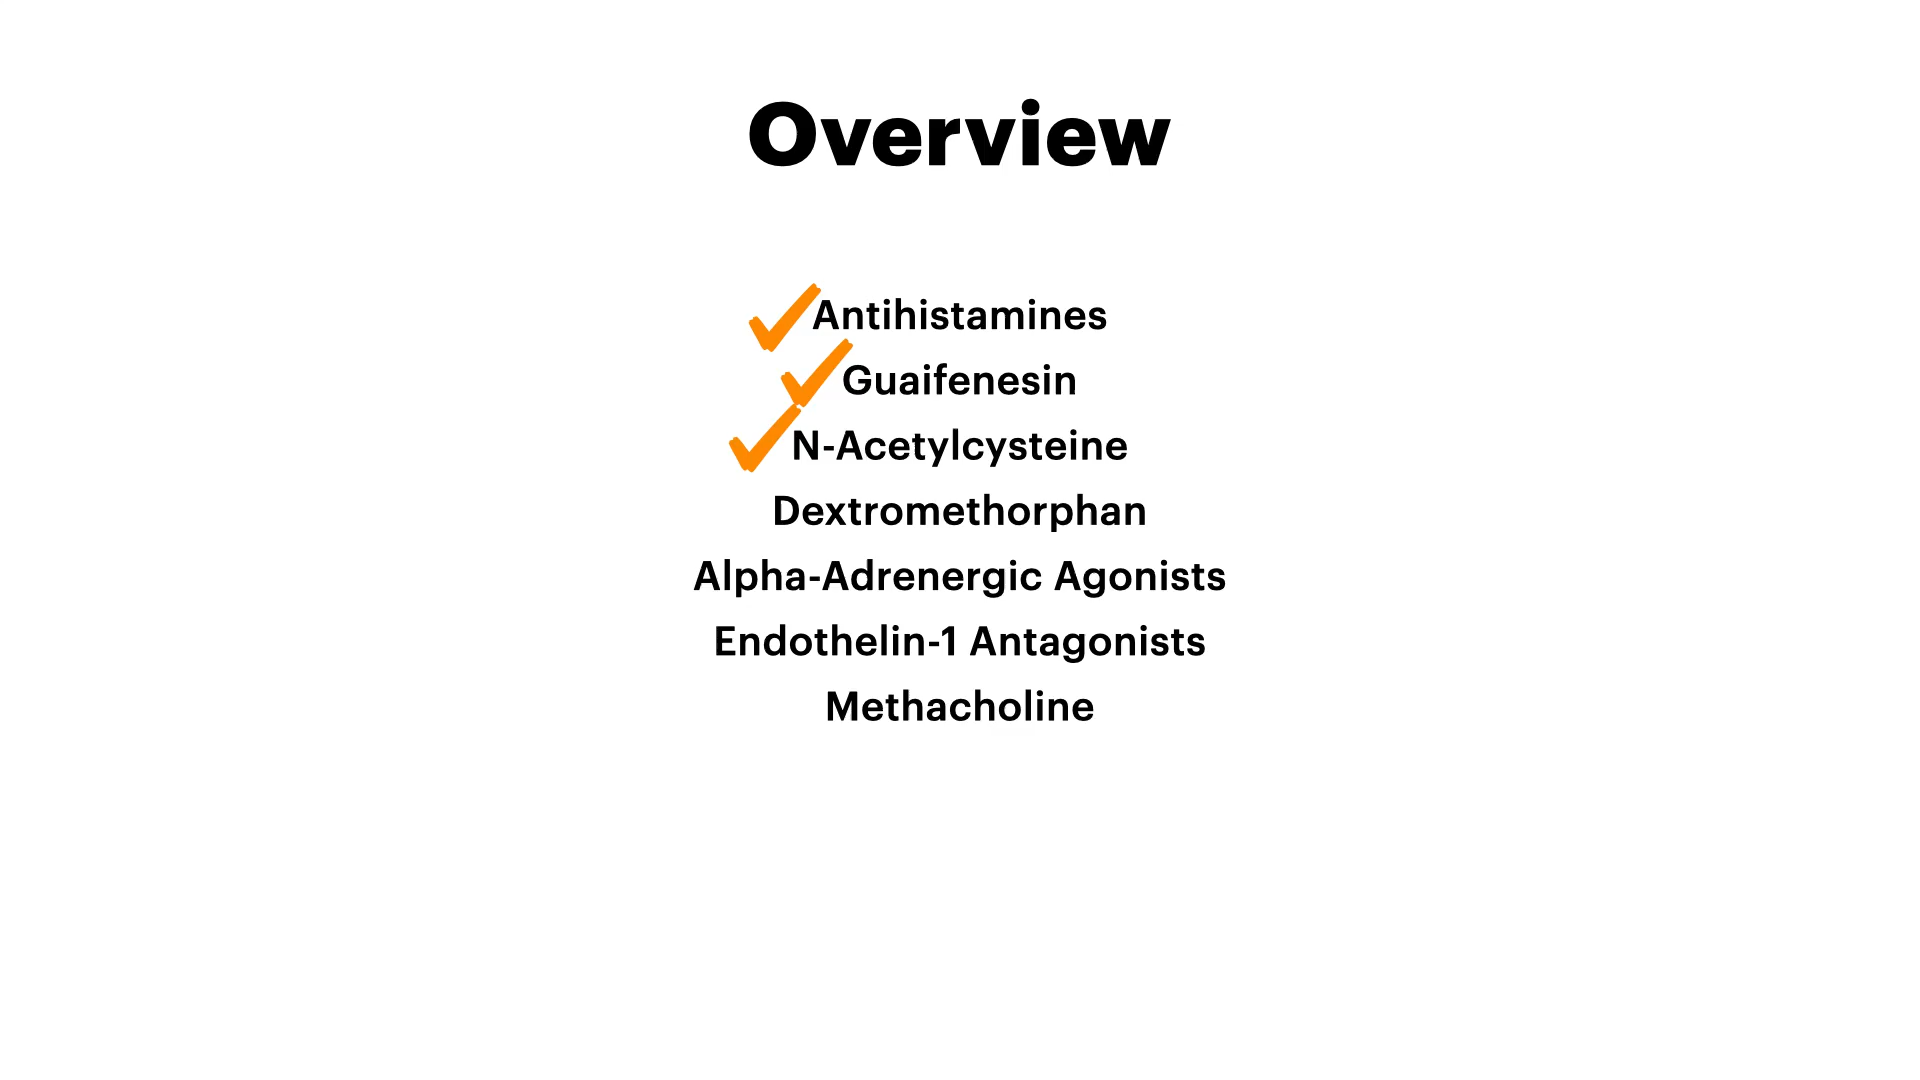 Overview
Antihistamines
Guaifenesin
N-Acetylcysteine
Dextromethorphan
Alpha-Adrenergic Agonists
Endothelin-1 Antagonists
Methacholine